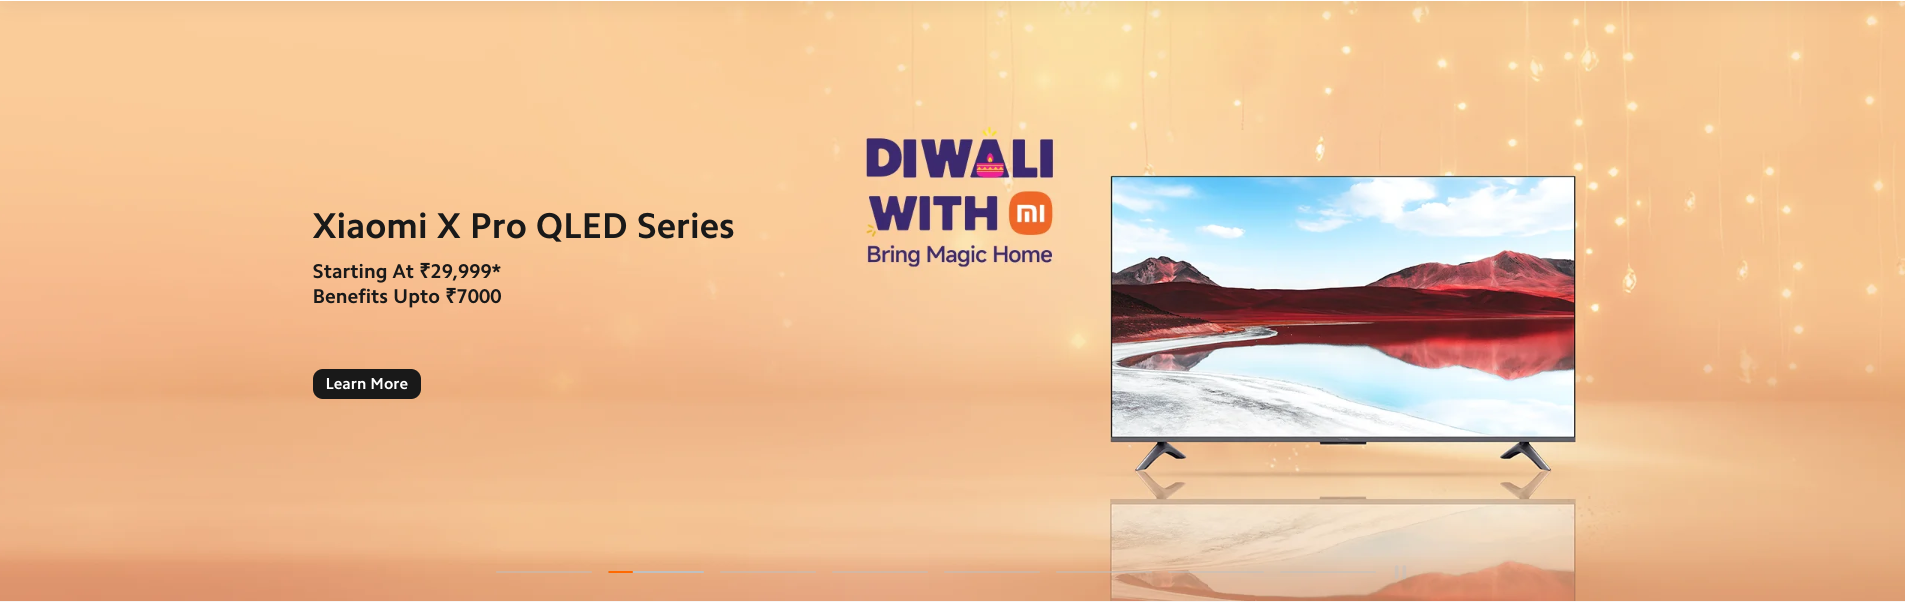 Xiaomi X Pro QLED Series
Starting At ₹29,999*
Benefits Upto ₹7000
Learn More
DIWALI
WITH mi
Bring Magic Home